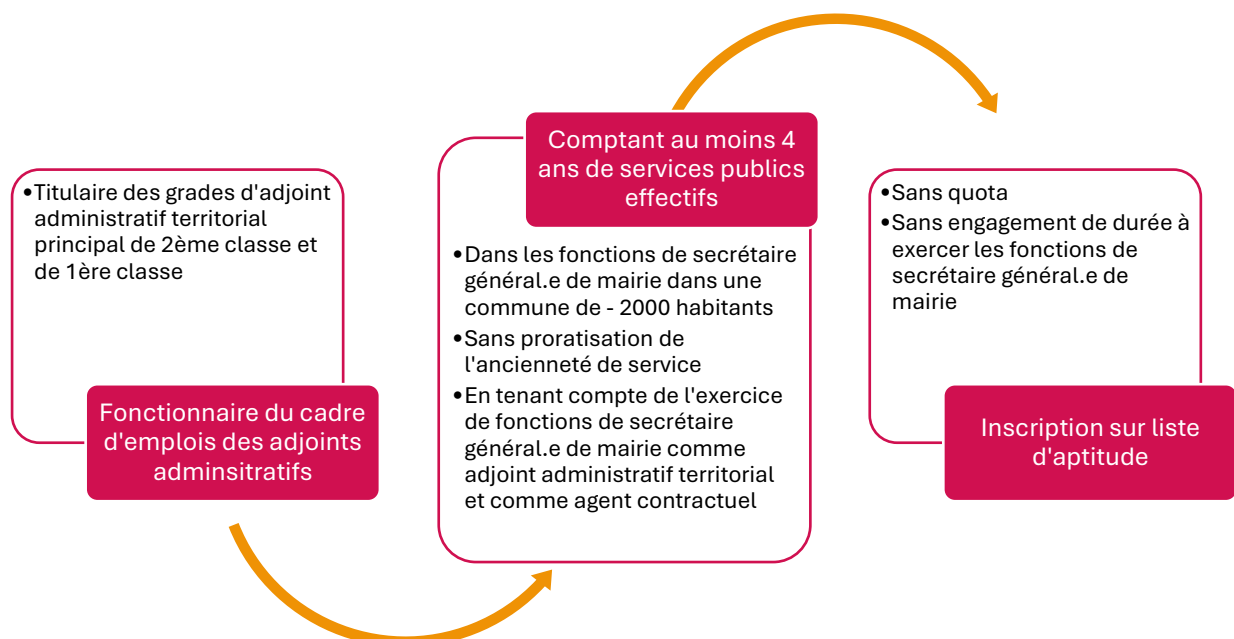 •Titulaire des grades d'adjoint
administratif territorial
principal de 2ème classe et
de 1ère classe
Fonctionnaire du cadre
d'emplois des adjoints
adminsitratifs
Comptant au moins 4
ans de services publics
effectifs
•Dans les fonctions de secrétaire
général.e de mairie dans une
commune de - 2000 habitants
•Sans proratisation de
l'ancienneté de service
•En tenant compte de l'exercice
de fonctions de secrétaire
général.e de mairie comme
adjoint administratif territorial
et comme agent contractuel
•Sans quota
•Sans engagement de durée à
exercer les fonctions de
secrétaire général.e de
mairie
Inscription sur liste
d'aptitude